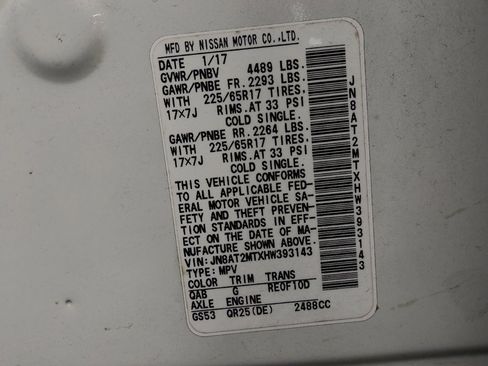 MFD BY NISSAN MOTOR CO.,LTD.
DATE 1/17
GVWR/PNBV 4489 LBS.
GAWR/PNBE FR. 2293 LBS.
WITH 225/65R17 TIRES,
17X7J RIMS.AT 33 PSI
COLD SINGLE.
GAWR/PNBE RR. 2264 LBS.
WITH 225/65R17 TIRES,
17X7J RIMS.AT 33 PSI
COLD SINGLE.
THIS VEHICLE CONFORMS
TO ALL APPLICABLE FED-
ERAL MOTOR VEHICLE SA-
FETY AND THEFT PREVEN-
TION STANDARDS IN EFF-
ECT ON THE DATE OF MA-
NUFACTURE SHOWN ABOVE.
VIN: JN8AT2MTXHW393143
TYPE: MPV
COLOR TRIM TRANS
QAB G RE0F10D
AXLE ENGINE
GS53 QR25(DE) 2488CC
JN8AT2MTXHW393143